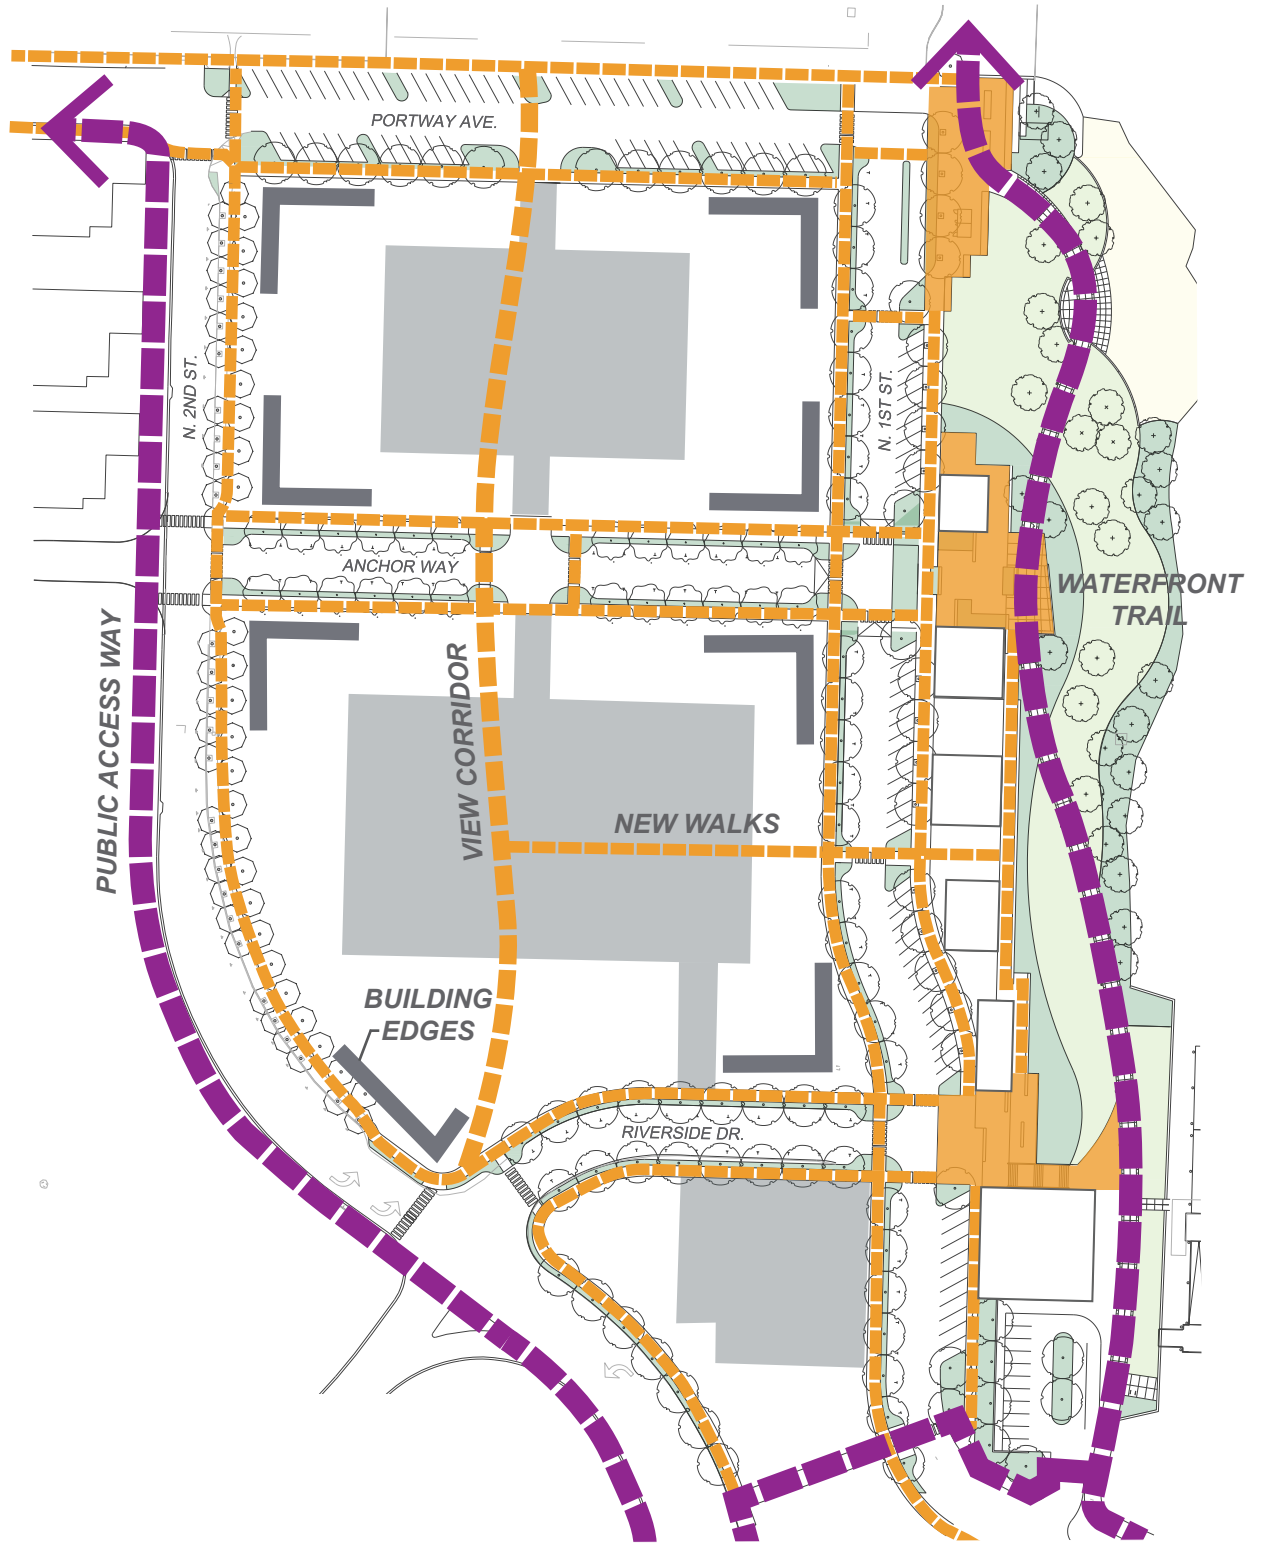 PORTWAY AVE.
N. 2ND ST.
N. 1ST ST.
ANCHOR WAY
WATERFRONT
TRAIL
PUBLIC ACCESS WAY
VIEW CORRIDOR
NEW WALKS
BUILDING
EDGES
RIVERSIDE DR.